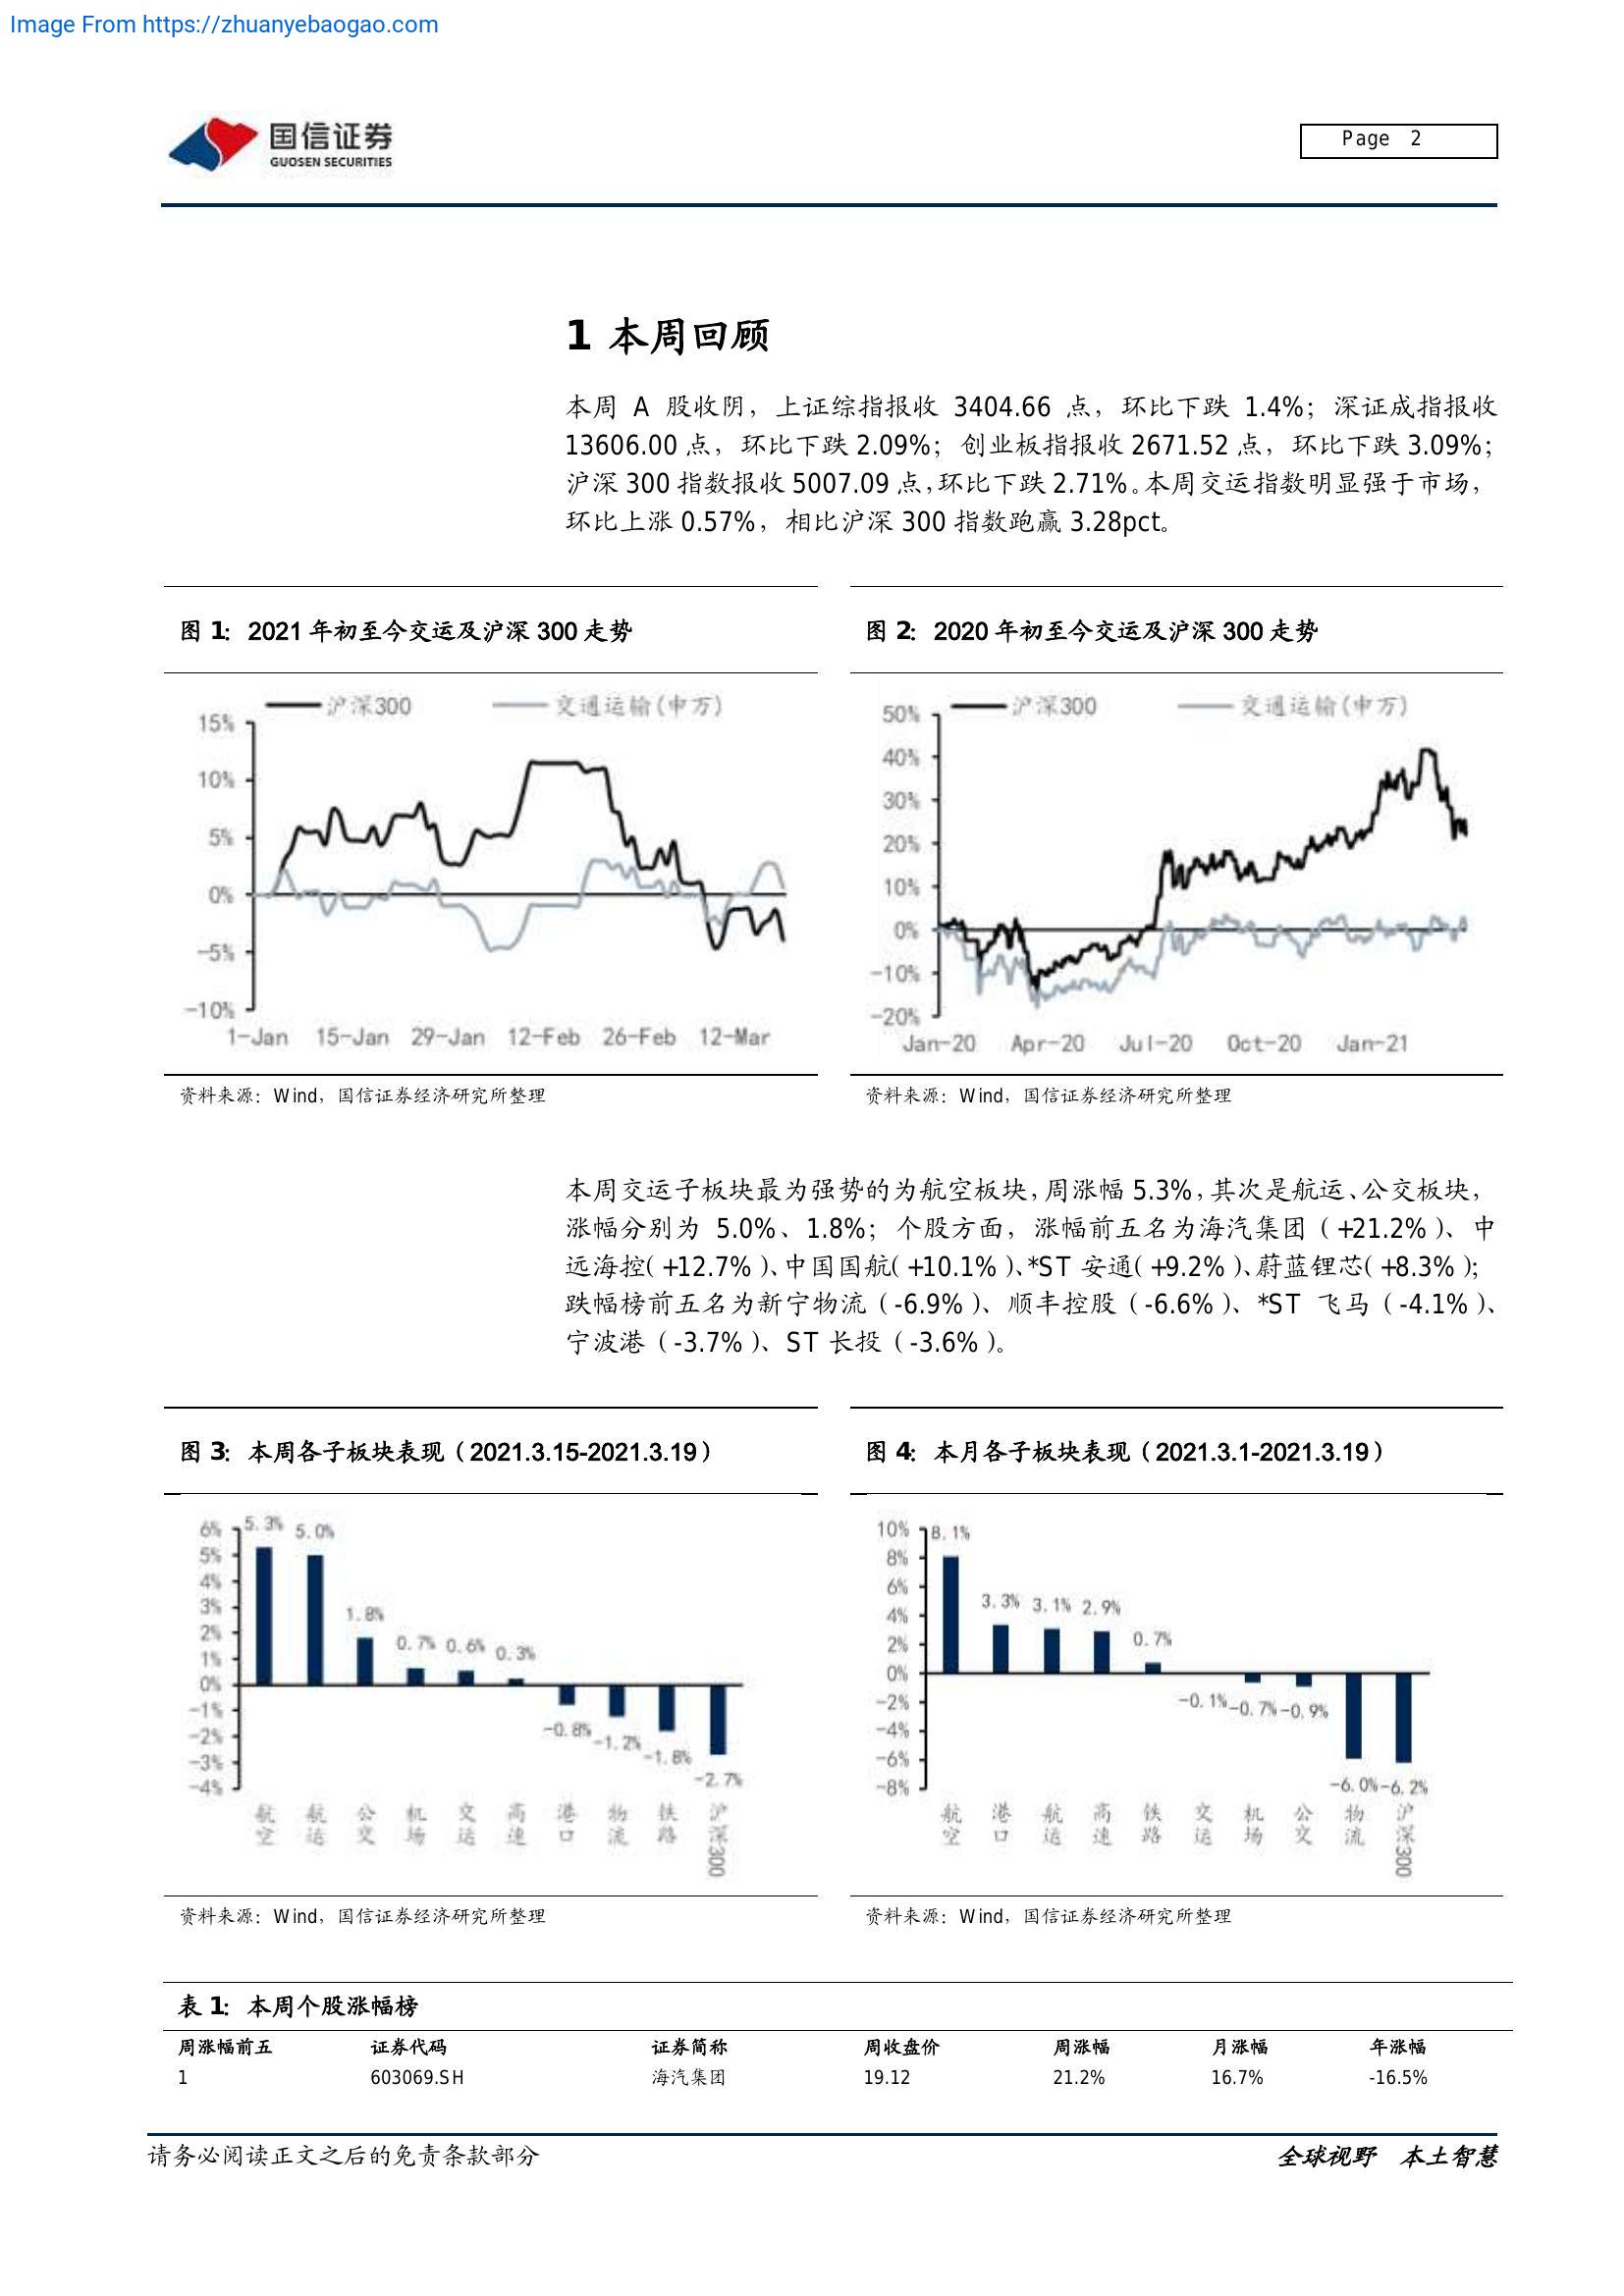 Image From https://zhuanyebaogao.com
国信证券
GUOSEN SECURITIES
Page 2
1 本周回顾
本周 A 股收阴，上证综指报收 3404.66 点，环比下跌 1.4%；深证成指报收
13606.00 点，环比下跌 2.09%；创业板指报收 2671.52 点，环比下跌 3.09%；
沪深 300 指数报收 5007.09 点，环比下跌 2.71%。本周交运指数明显强于市场，
环比上涨 0.57%，相比沪深 300 指数跑赢 3.28pct。
图 1：2021 年初至今交运及沪深 300 走势
沪深300 交通运输(申万)
15%
10%
5%
0%
-5%
-10%
1-Jan 15-Jan 29-Jan 12-Feb 26-Feb 12-Mar
资料来源：Wind，国信证券经济研究所整理
图 2：2020 年初至今交运及沪深 300 走势
沪深300 交通运输(申万)
50%
40%
30%
20%
10%
0%
-10%
-20%
Jan-20 Apr-20 Jul-20 Oct-20 Jan-21
资料来源：Wind，国信证券经济研究所整理
本周交运子板块最为强势的为航空板块，周涨幅 5.3%，其次是航运、公交板块，
涨幅分别为 5.0%、1.8%；个股方面，涨幅前五名为海汽集团（+21.2%）、中
远海控（+12.7%）、中国国航（+10.1%）、*ST 安通（+9.2%）、蔚蓝锂芯（+8.3%）；
跌幅榜前五名为新宁物流（-6.9%）、顺丰控股（-6.6%）、*ST 飞马（-4.1%）、
宁波港（-3.7%）、ST 长投（-3.6%）。
图 3：本周各子板块表现（2021.3.15-2021.3.19）
6%
5%
4%
3%
2%
1%
0%
-1%
-2%
-3%
-4%
5.3% 5.0% 1.8% 0.7% 0.6% 0.3% -0.8% -1.2% -1.8% -2.7%
航空 航运 公交 机场 交运 高速 港口 物流 铁路 沪深300
资料来源：Wind，国信证券经济研究所整理
图 4：本月各子板块表现（2021.3.1-2021.3.19）
10%
8%
6%
4%
2%
0%
-2%
-4%
-6%
-8%
8.1% 3.3% 3.1% 2.9% 0.7% -0.1% -0.7% -0.9% -6.0% -6.2%
航空 港口 航运 高速 铁路 交运 机场 公交 物流 沪深300
资料来源：Wind，国信证券经济研究所整理
表 1：本周个股涨幅榜
周涨幅前五 证券代码 证券简称 周收盘价 周涨幅 月涨幅 年涨幅
1 603069.SH 海汽集团 19.12 21.2% 16.7% -16.5%
请务必阅读正文之后的免责条款部分
全球视野 本土智慧